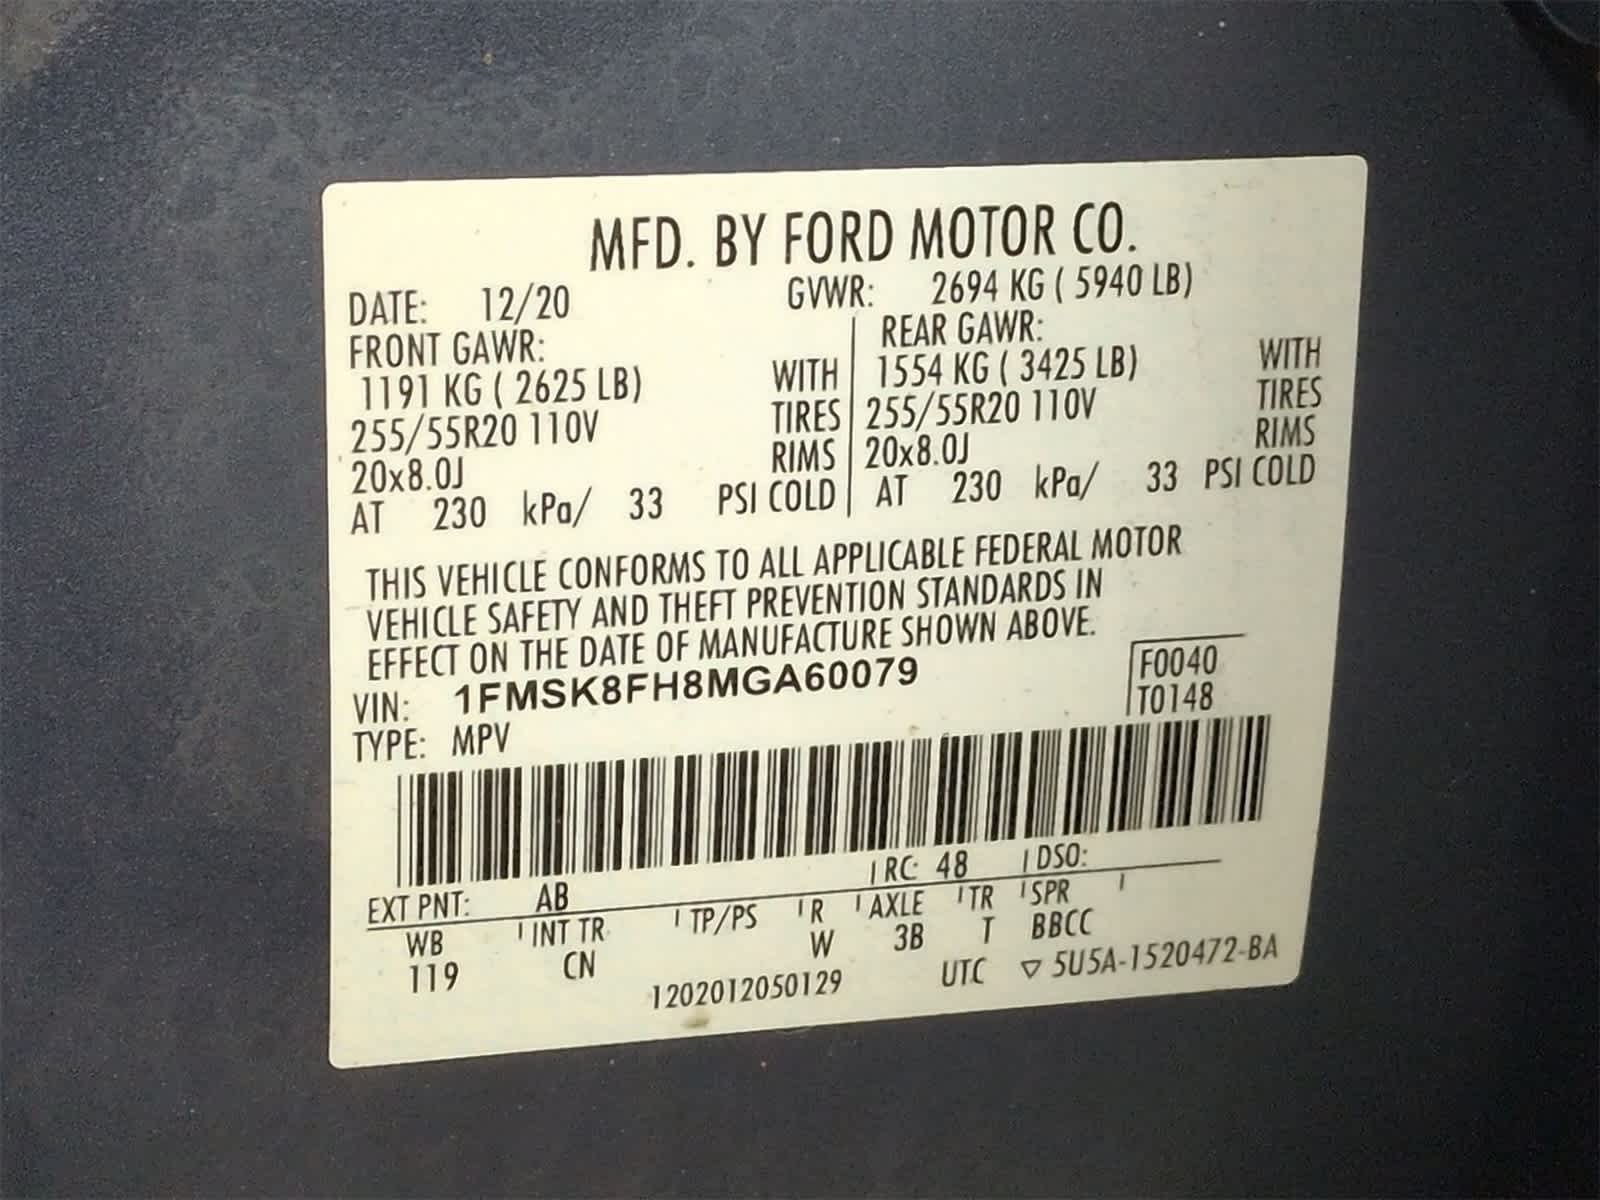 MFD. BY FORD MOTOR CO.
DATE: 12/20 GVWR: 2694 KG ( 5940 LB)
FRONT GAWR: REAR GAWR:
1191 KG ( 2625 LB) WITH 1554 KG ( 3425 LB) WITH
255/55R20 110V TIRES 255/55R20 110V TIRES
20x8.0J RIMS 20x8.0J RIMS
AT 230 kPa/ 33 PSI COLD AT 230 kPa/ 33 PSI COLD
THIS VEHICLE CONFORMS TO ALL APPLICABLE FEDERAL MOTOR
VEHICLE SAFETY AND THEFT PREVENTION STANDARDS IN
EFFECT ON THE DATE OF MANUFACTURE SHOWN ABOVE.
VIN: 1FMSK8FH8MGA60079 F0040
TYPE: MPV T0148
EXT PNT: AB RC: 48 DSO:
WB INT TR TP/PS R AXLE TR SPR
119 CN W 3B T BBCC
1202012050129 UTC ▽ 5U5A-1520472-BA